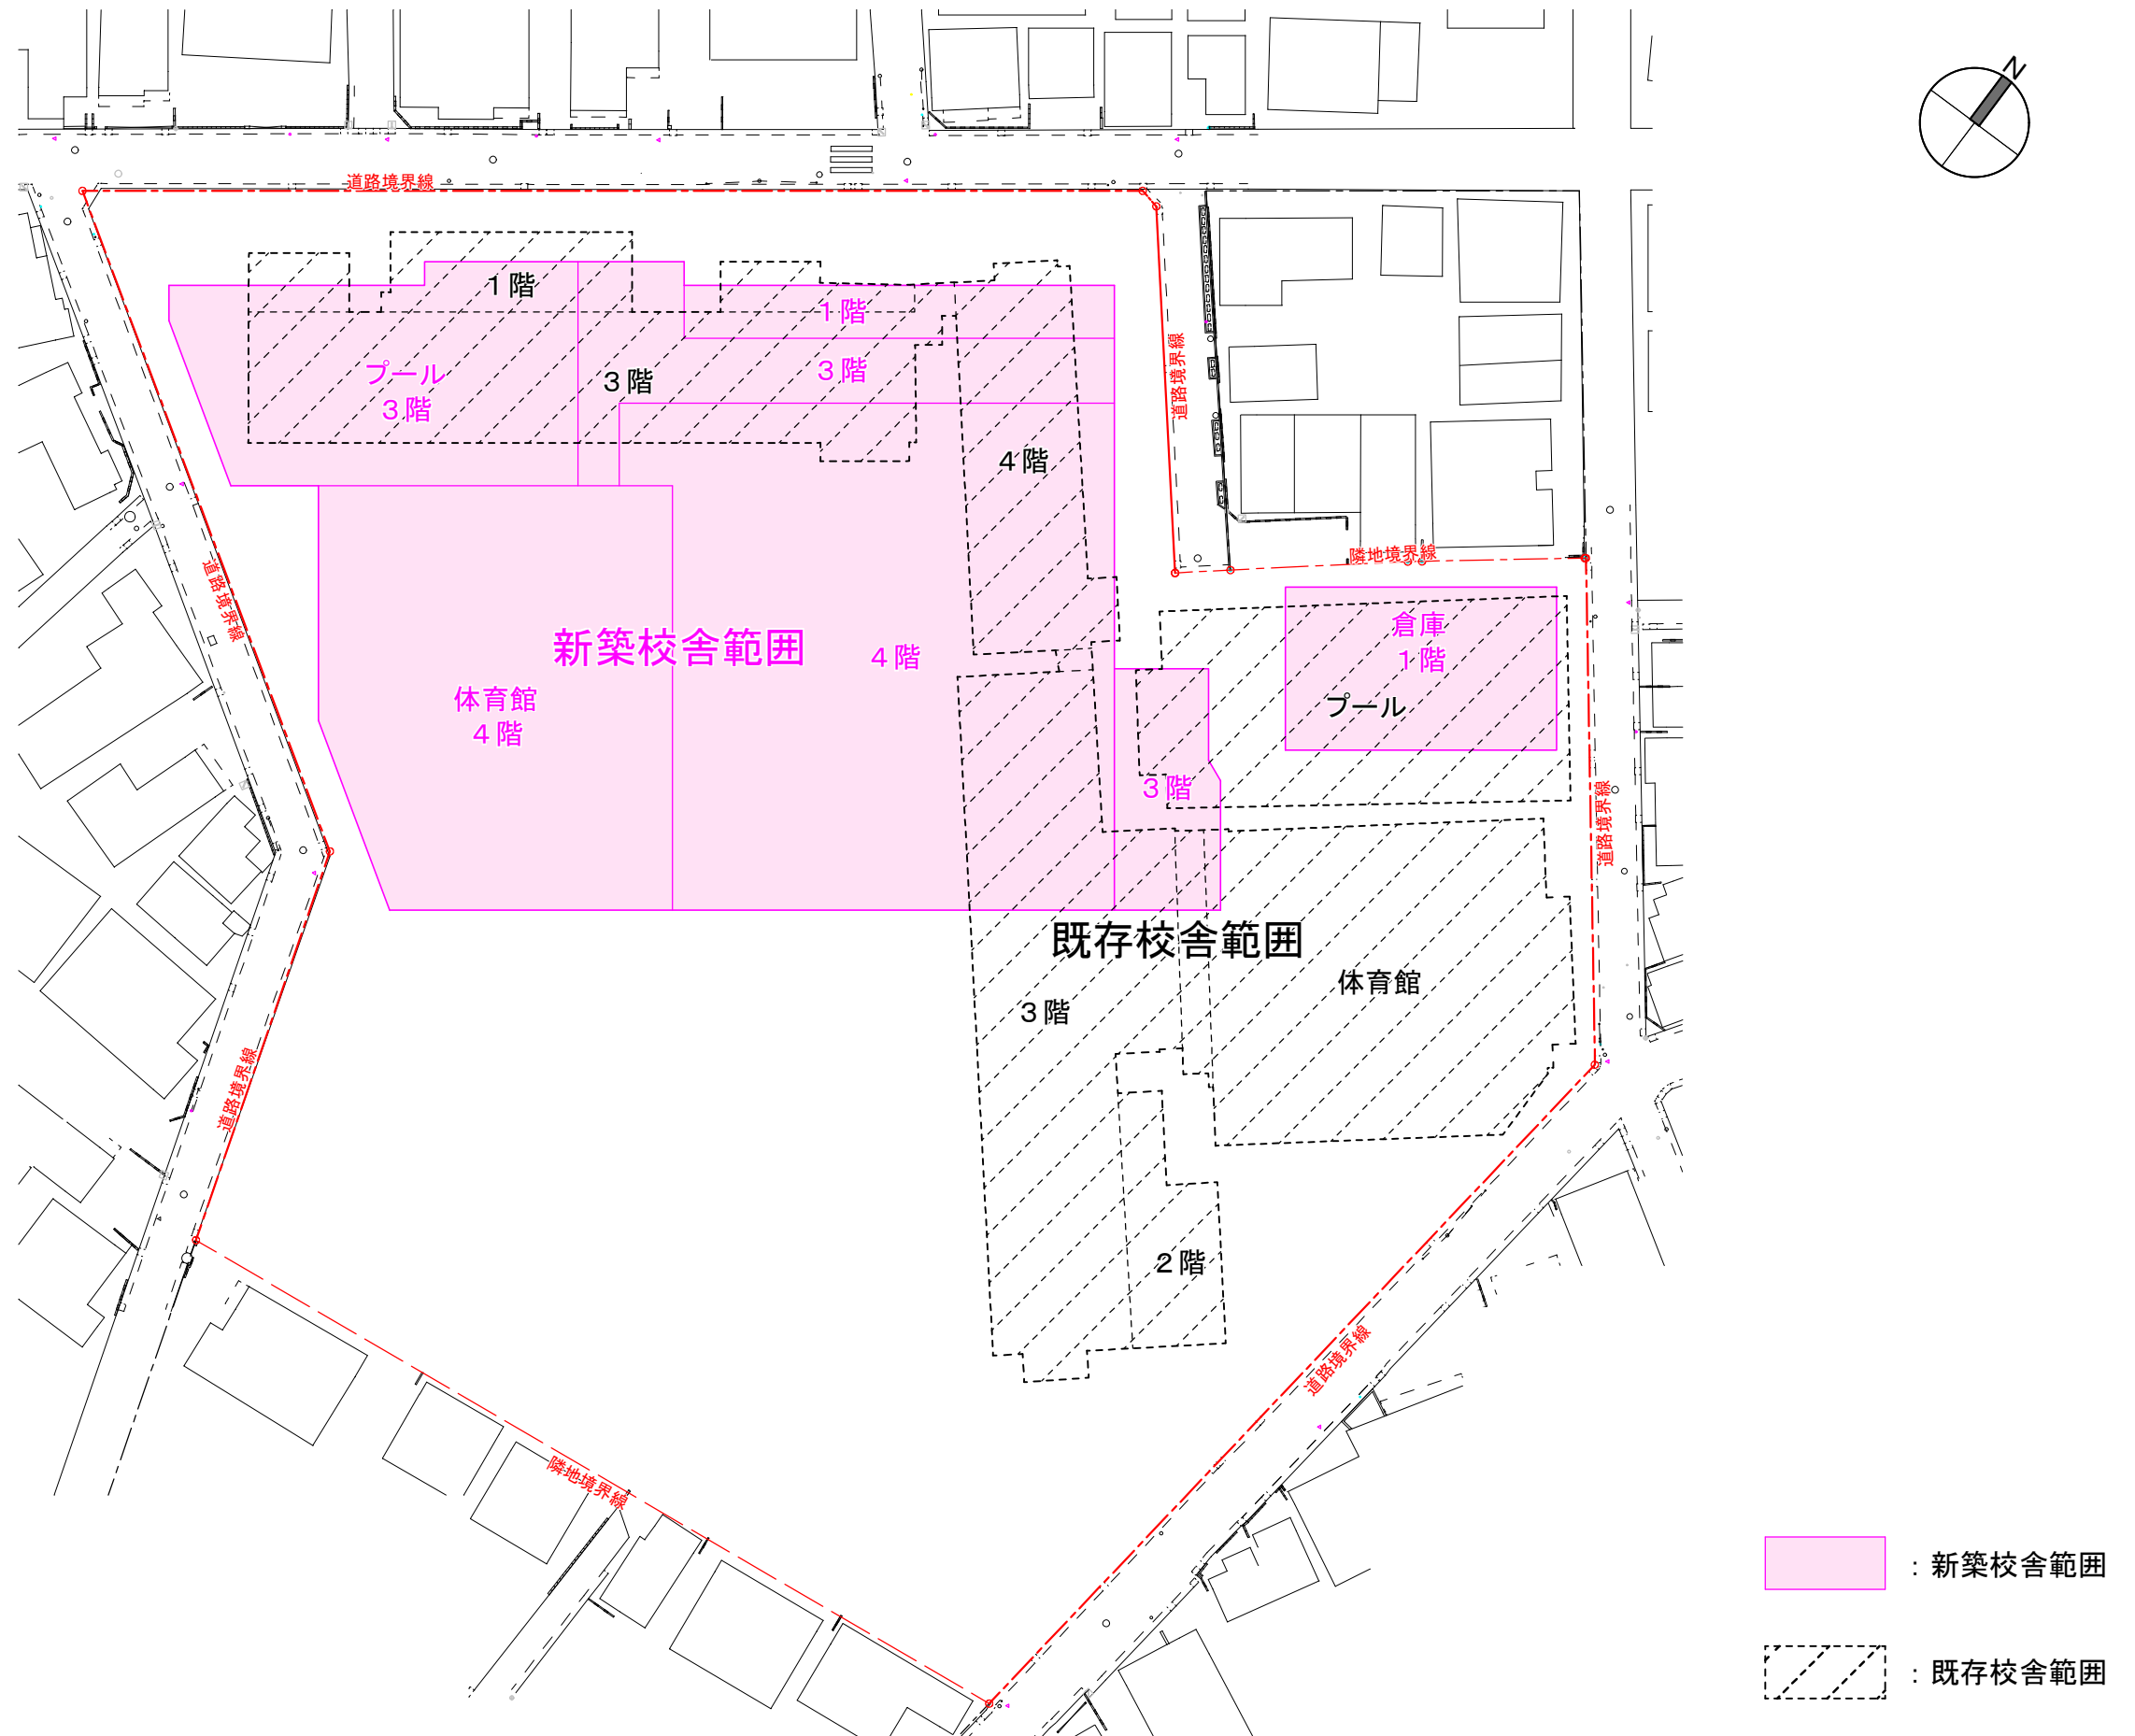 N
道路境界線
1階
1階
プール
3階
3階
3階
道路境界線
4階
隣地境界線
道路境界線
新築校舎範囲
4階
倉庫
1階
プール
体育館
4階
3階
道路境界線
既存校舎範囲
体育館
3階
道路境界線
2階
道路境界線
隣地境界線
：新築校舎範囲
：既存校舎範囲